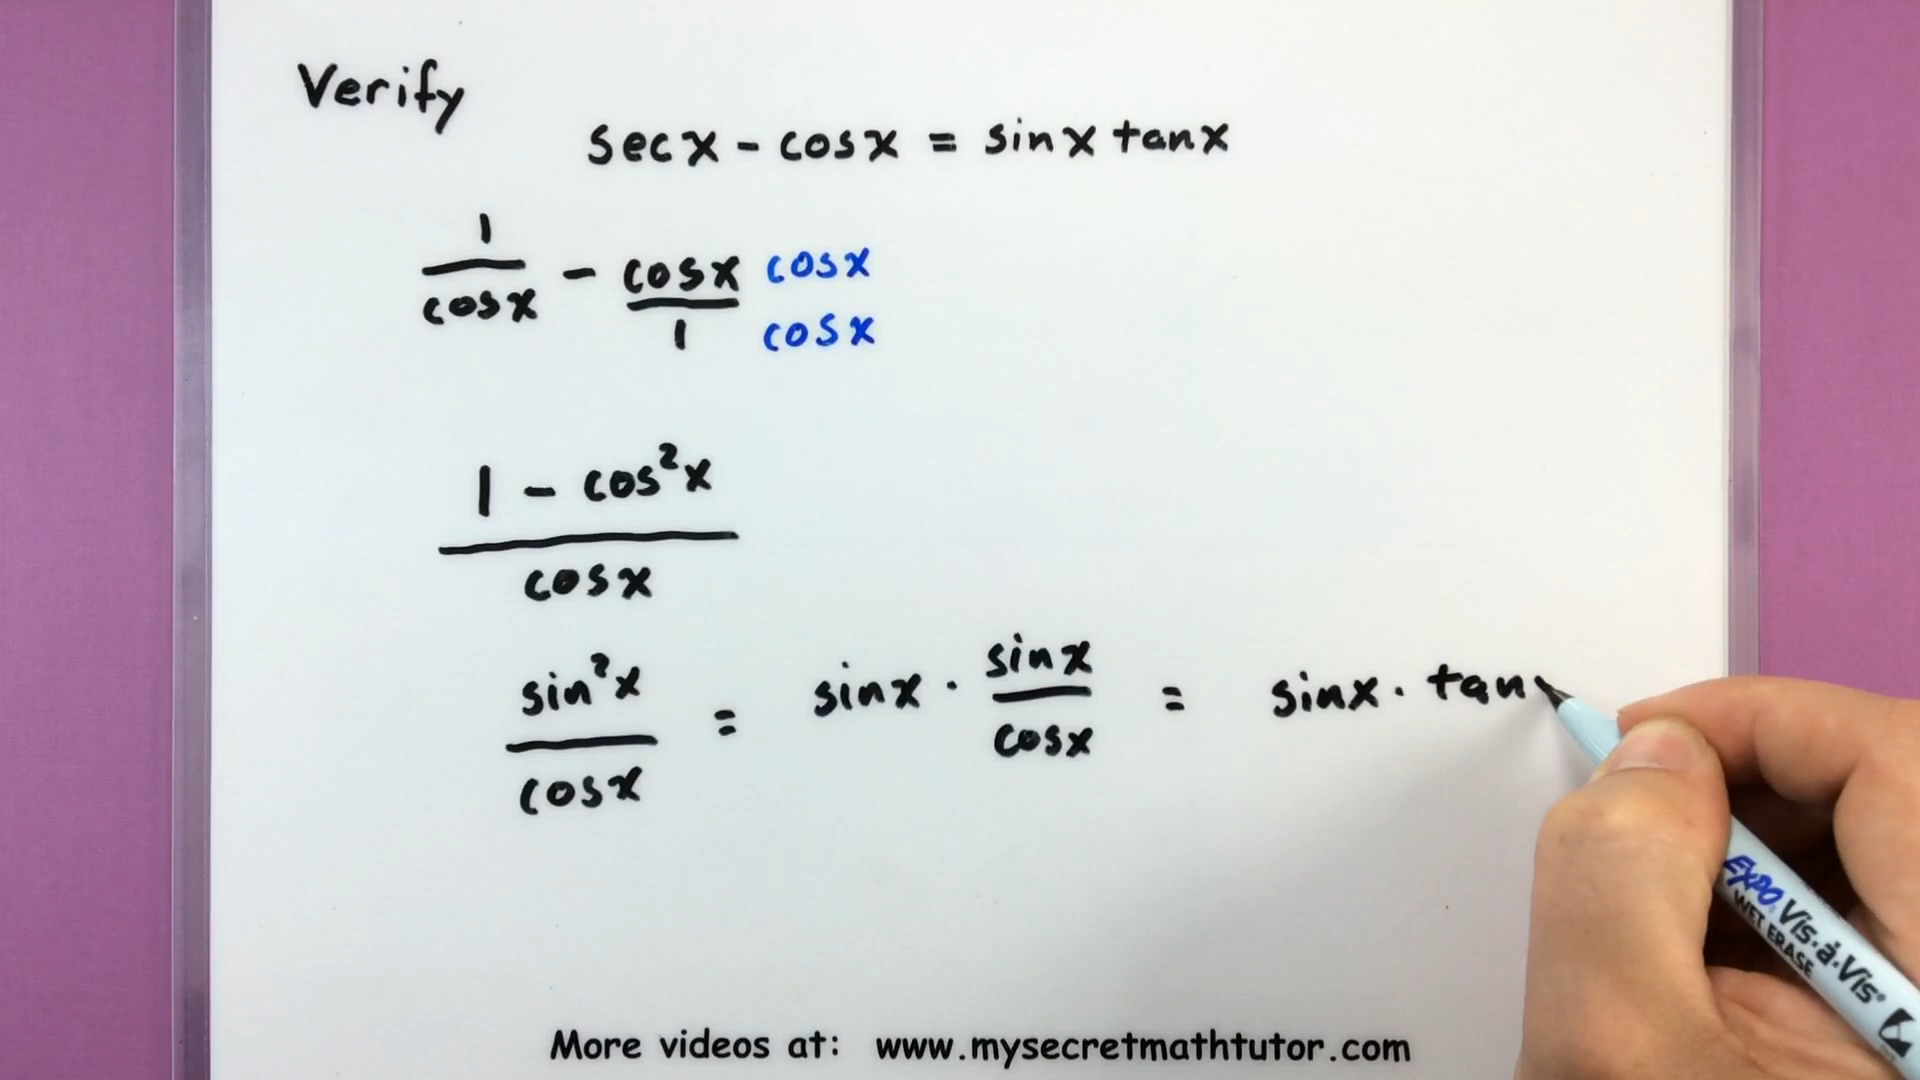 Verify
sec x - cos x = sin x tan x
1/cos x - cos x/1 cos x/cos x
1 - cos²x
cos x
sin²x/cos x = sin x · sin x/cos x = sin x · tan
EXPO Vis·à·Vis®
WET ERASE
More videos at: www.mysecretmathtutor.com